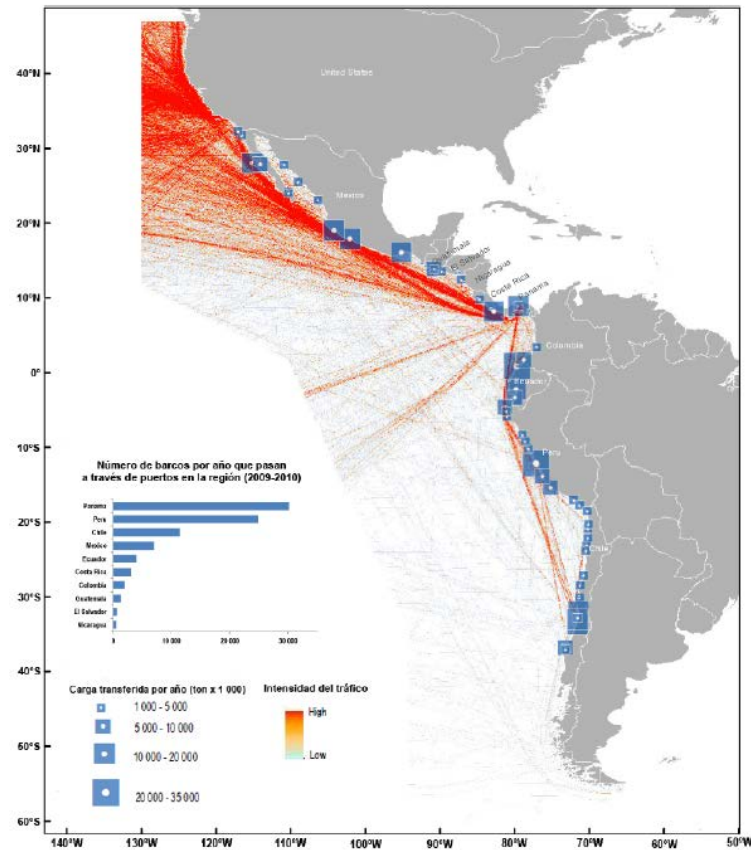 40°N
30°N
20°N
10°N
0°
10°S
20°S
30°S
40°S
50°S
60°S
140°W
130°W
120°W
110°W
100°W
90°W
80°W
70°W
60°W
50°W
United States
Mexico
Guatemala
El Salvador
Nicaragua
Costa Rica
Panama
Colombia
Ecuador
Peru
Chile
Número de barcos por año que pasan
a través de puertos en la región (2009-2010)
Panama
Peru
Chile
Mexico
Ecuador
Costa Rica
Colombia
Guatemala
El Salvador
Nicaragua
0
10 000
20 000
30 000
Carga transferida por año (ton x 1 000)
1 000 - 5 000
5 000 - 10 000
10 000 - 20 000
20 000 - 35 000
Intensidad del tráfico
High
Low